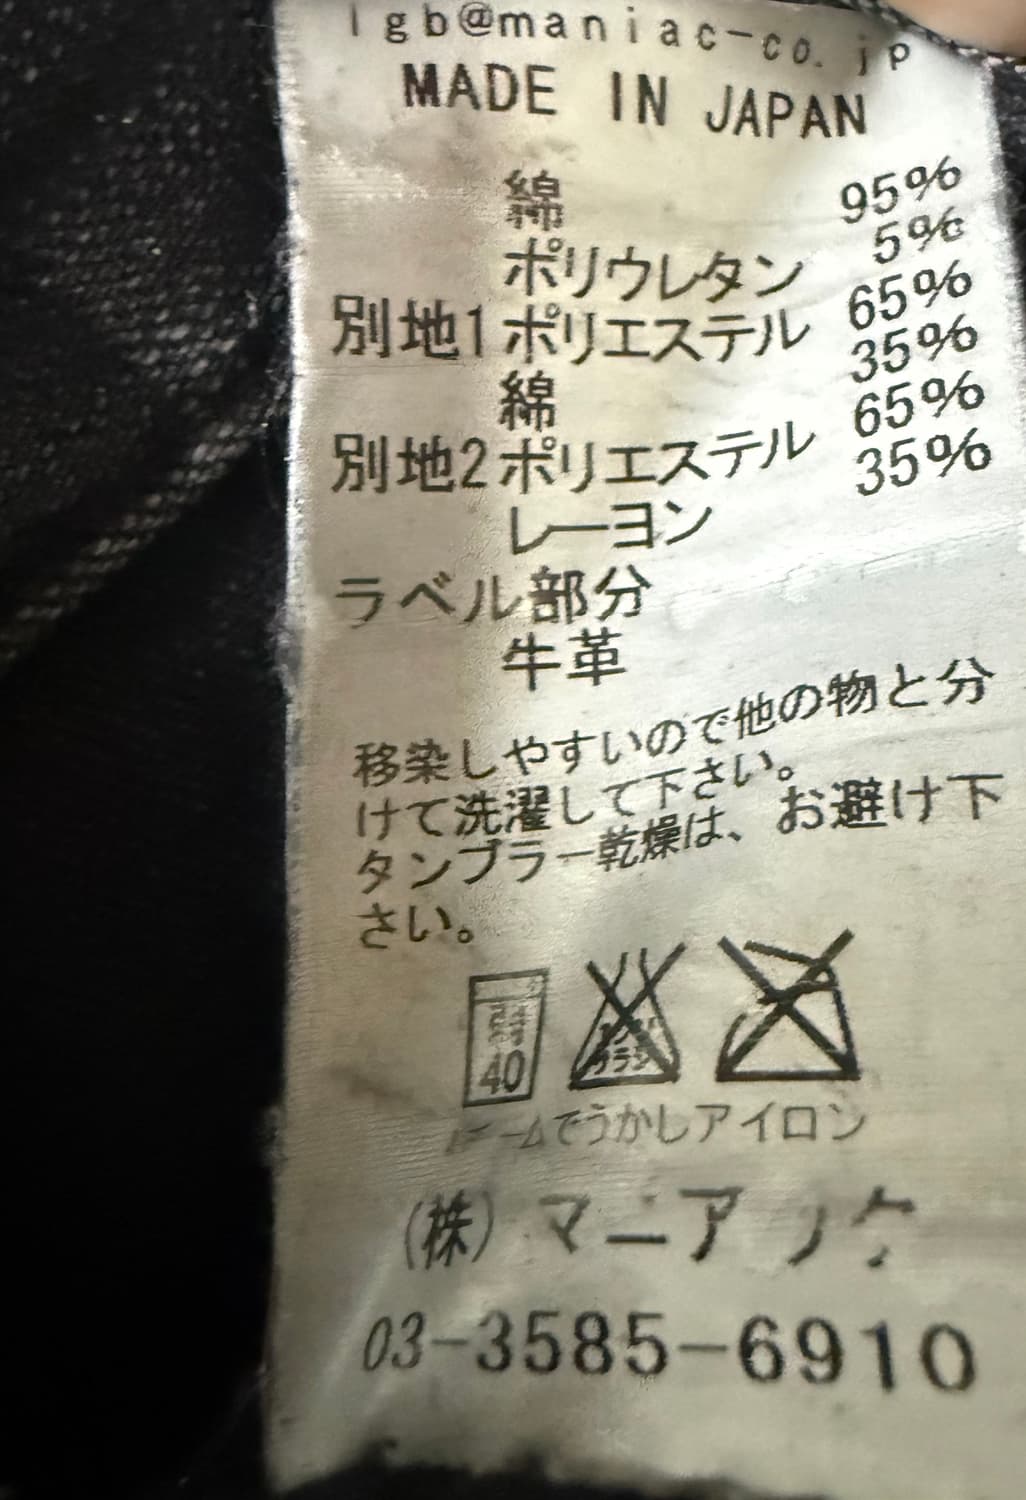 lgb@maniac-co.jp
MADE IN JAPAN
綿 95%
ポリウレタン 5%
別地1 ポリエステル 65%
綿 35%
別地2 ポリエステル 65%
レーヨン 35%
ラベル部分
牛革
移染しやすいので他の物と分
けて洗濯して下さい。
タンブラー乾燥は、お避け下
さい。
40
でうかしアイロン
(株)マニアック
03-3585-6910